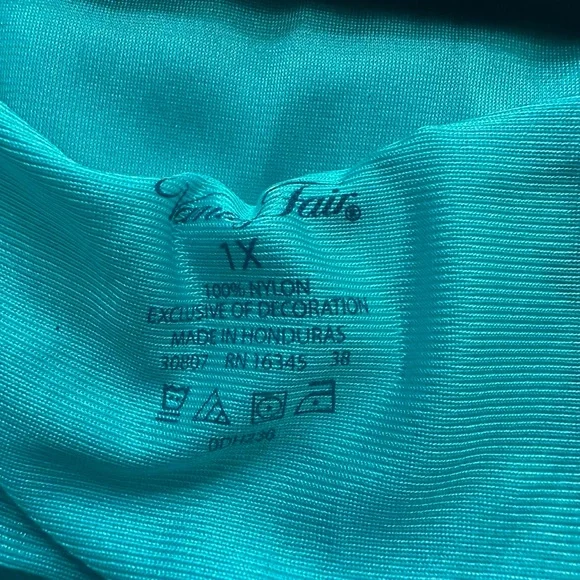 Vanity Fair®
1X
100% NYLON
EXCLUSIVE OF DECORATION
MADE IN HONDURAS
30807 RN 16345 38